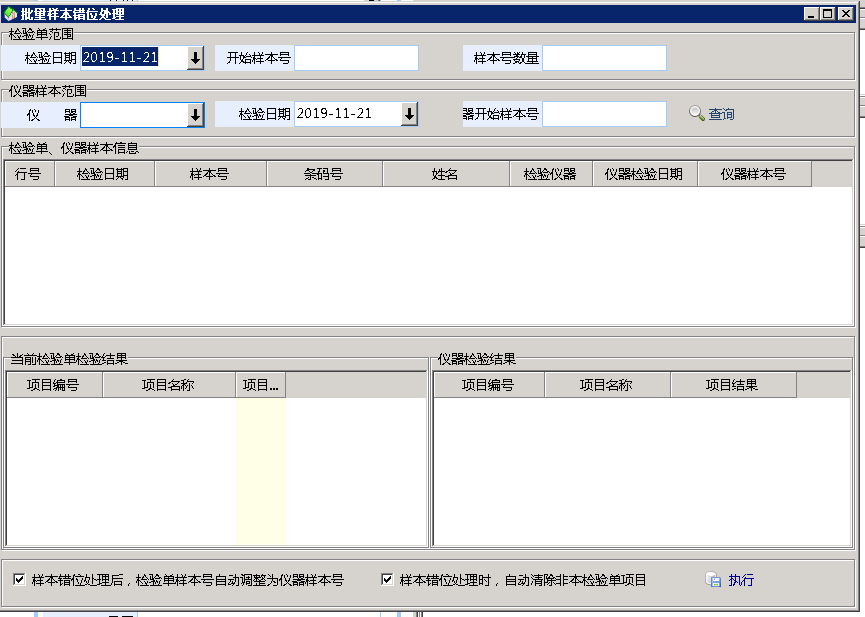 批量样本错位处理
检验单范围
检验日期 2019-11-21 开始样本号 样本号数量
仪器样本范围
仪 器 检验日期 2019-11-21 器开始样本号 查询
检验单、仪器样本信息
行号 检验日期 样本号 条码号 姓名 检验仪器 仪器检验日期 仪器样本号
当前检验单检验结果 仪器检验结果
项目编号 项目名称 项目... 项目编号 项目名称 项目结果
样本错位处理后，检验单样本号自动调整为仪器样本号 样本错位处理时，自动清除非本检验单项目 执行